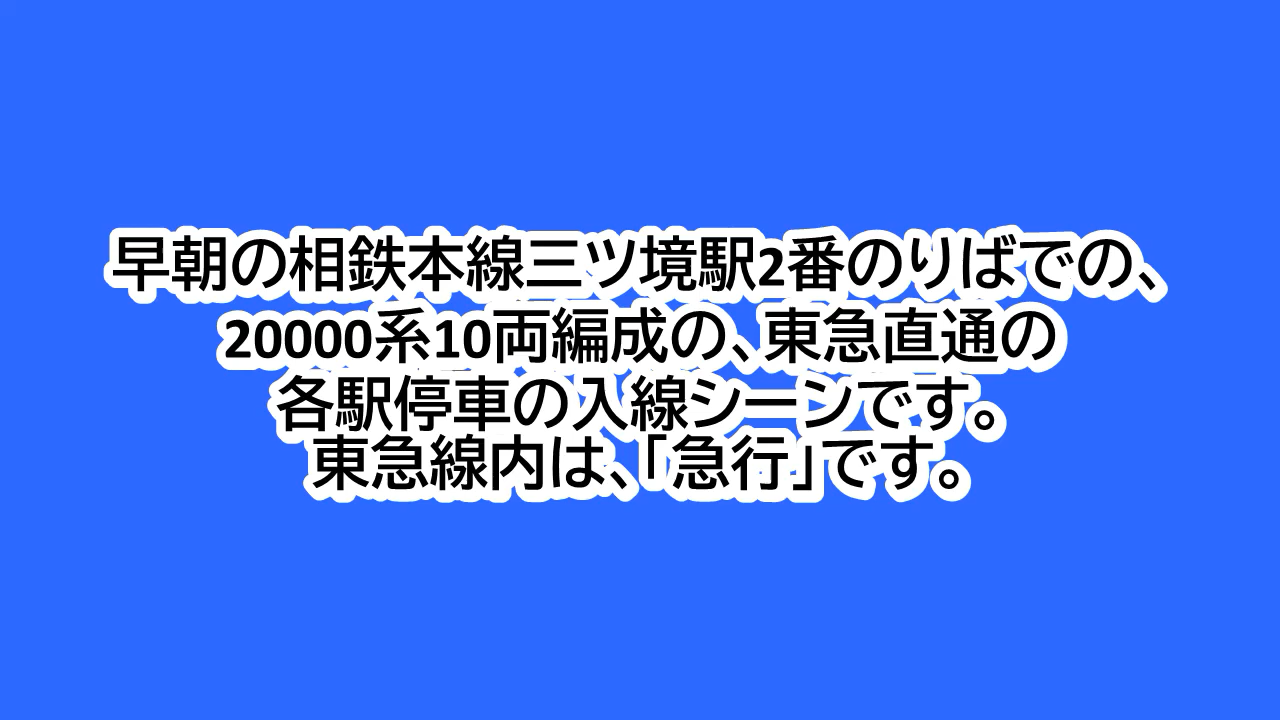 早朝の相鉄本線三ツ境駅2番のりばでの、
20000系10両編成の、東急直通の
各駅停車の入線シーンです。
東急線内は、「急行」です。